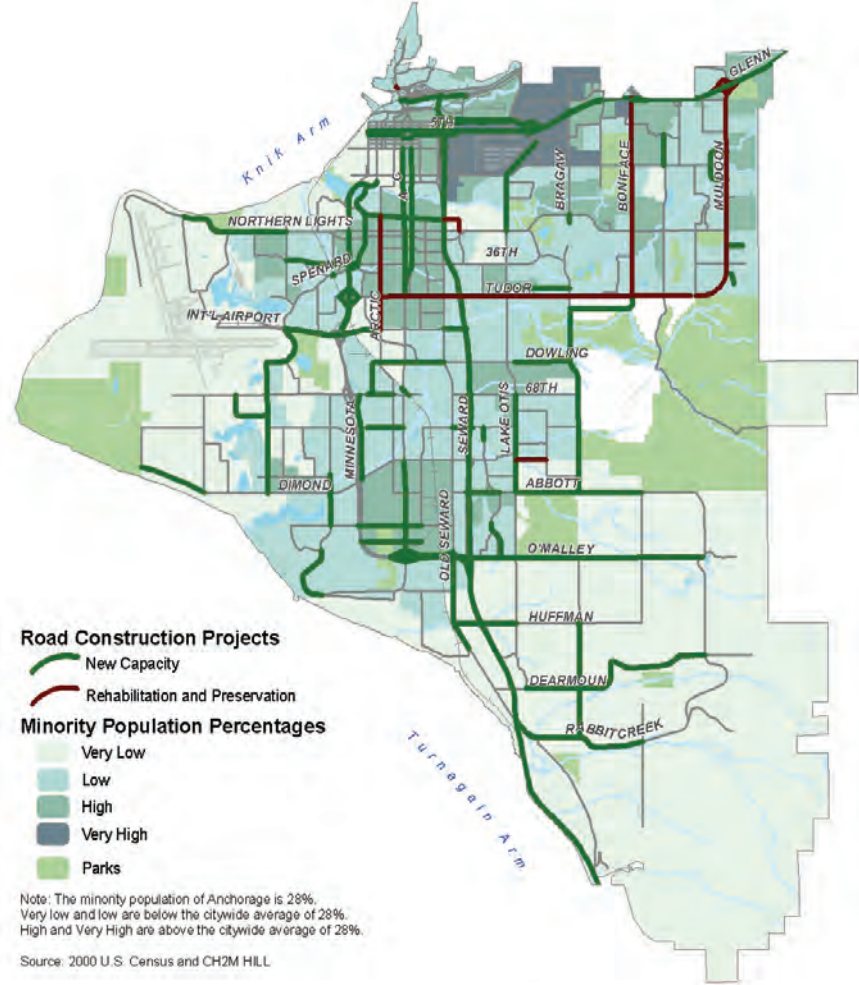 GLENN
5TH
Knik Arm
C
A
BRAGAW
BONIFACE
MULDOON
NORTHERN LIGHTS
36TH
SPENARD
TUDOR
INT'L AIRPORT
ARCTIC
DOWLING
68TH
MINNESOTA
SEWARD
LAKE OTIS
DIMOND
ABBOTT
OLD SEWARD
O'MALLEY
HUFFMAN
DEARMOUN
RABBITCREEK
Turnagain Arm
Road Construction Projects
New Capacity
Rehabilitation and Preservation
Minority Population Percentages
Very Low
Low
High
Very High
Parks
Note: The minority population of Anchorage is 28%.
Very low and low are below the citywide average of 28%.
High and Very High are above the citywide average of 28%.
Source: 2000 U.S. Census and CH2M HILL